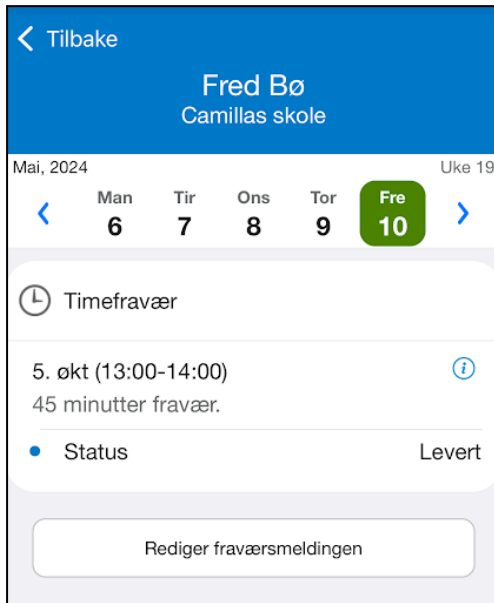 Tilbake
Fred Bø
Camillas skole
Mai, 2024 Uke 19
Man Tir Ons Tor Fre
6 7 8 9 10
Timefravær
5. økt (13:00-14:00)
45 minutter fravær.
Status Levert
Rediger fraværsmeldingen